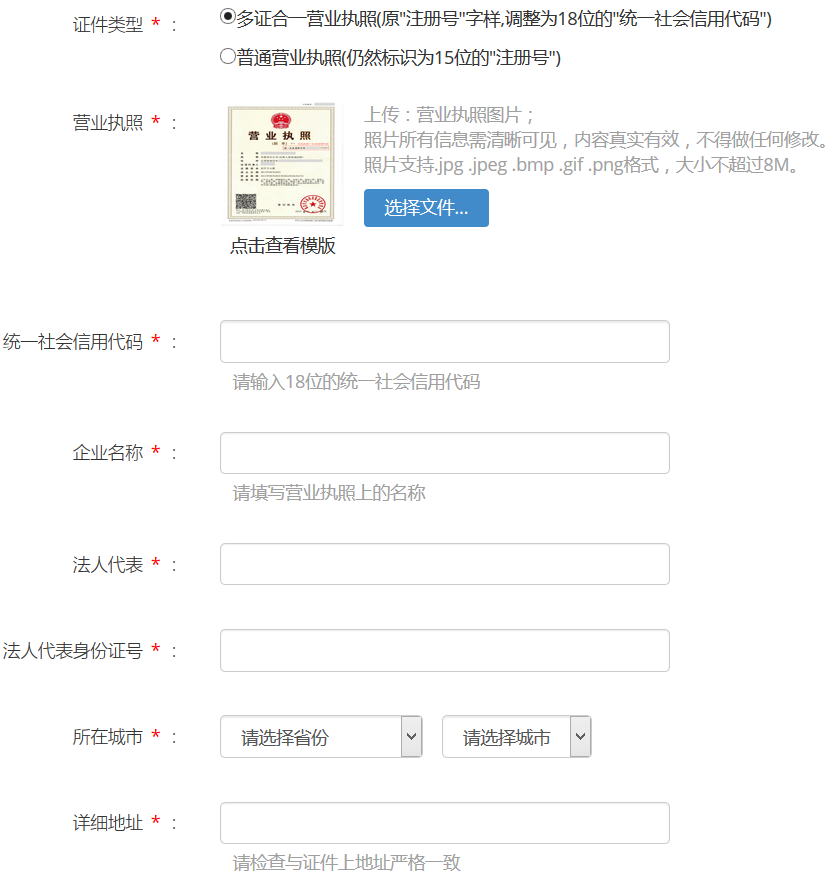 证件类型 * ： 多证合一营业执照(原"注册号"字样,调整为18位的"统一社会信用代码")
普通营业执照(仍然标识为15位的"注册号")
营业执照 * ：
营业执照
上传：营业执照图片；
照片所有信息需清晰可见，内容真实有效，不得做任何修改。
照片支持.jpg .jpeg .bmp .gif .png格式，大小不超过8M。
选择文件...
点击查看模版
统一社会信用代码 * ：
请输入18位的统一社会信用代码
企业名称 * ：
请填写营业执照上的名称
法人代表 * ：
法人代表身份证号 * ：
所在城市 * ： 请选择省份 请选择城市
详细地址 * ：
请检查与证件上地址严格一致